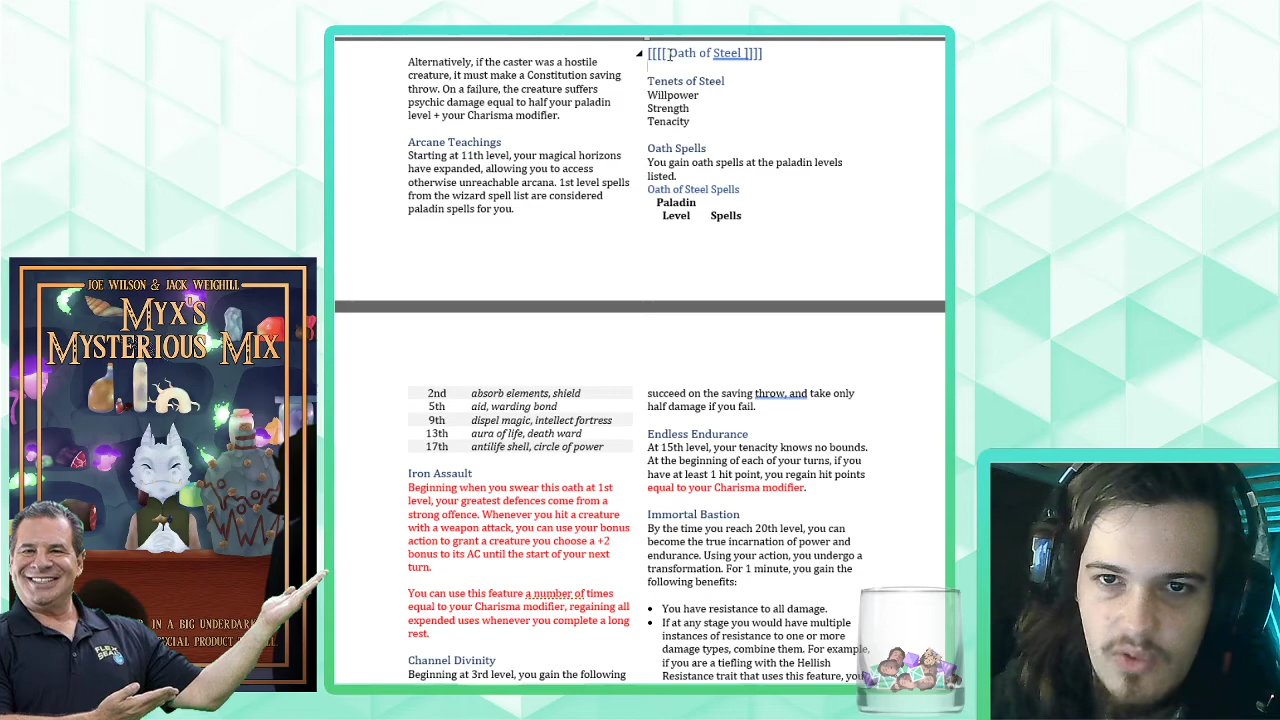 Alternatively, if the caster was a hostile
creature, it must make a Constitution saving
throw. On a failure, the creature suffers
psychic damage equal to half your paladin
level + your Charisma modifier.
Arcane Teachings
Starting at 11th level, your magical horizons
have expanded, allowing you to access
otherwise unreachable arcana. 1st level spells
from the wizard spell list are considered
paladin spells for you.
[[[[ Oath of Steel ]]]]
Tenets of Steel
Willpower
Strength
Tenacity
Oath Spells
You gain oath spells at the paladin levels
listed.
Oath of Steel Spells
Paladin
Level Spells
2nd absorb elements, shield
5th aid, warding bond
9th dispel magic, intellect fortress
13th aura of life, death ward
17th antilife shell, circle of power
Iron Assault
Beginning when you swear this oath at 1st
level, your greatest defences come from a
strong offence. Whenever you hit a creature
with a weapon attack, you can use your bonus
action to grant a creature you choose a +2
bonus to its AC until the start of your next
turn.
You can use this feature a number of times
equal to your Charisma modifier, regaining all
expended uses whenever you complete a long
rest.
Channel Divinity
Beginning at 3rd level, you gain the following
succeed on the saving throw, and take only
half damage if you fail.
Endless Endurance
At 15th level, your tenacity knows no bounds.
At the beginning of each of your turns, if you
have at least 1 hit point, you regain hit points
equal to your Charisma modifier.
Immortal Bastion
By the time you reach 20th level, you can
become the true incarnation of power and
endurance. Using your action, you undergo a
transformation. For 1 minute, you gain the
following benefits:
• You have resistance to all damage.
• If at any stage you would have multiple
instances of resistance to one or more
damage types, combine them. For example,
if you are a tiefling with the Hellish
Resistance trait that uses this feature, you
JOE WILSON & JACK WEIGHILL
MYX'S
MYSTERIOUS MIX
IN A BIG UNDERDARK